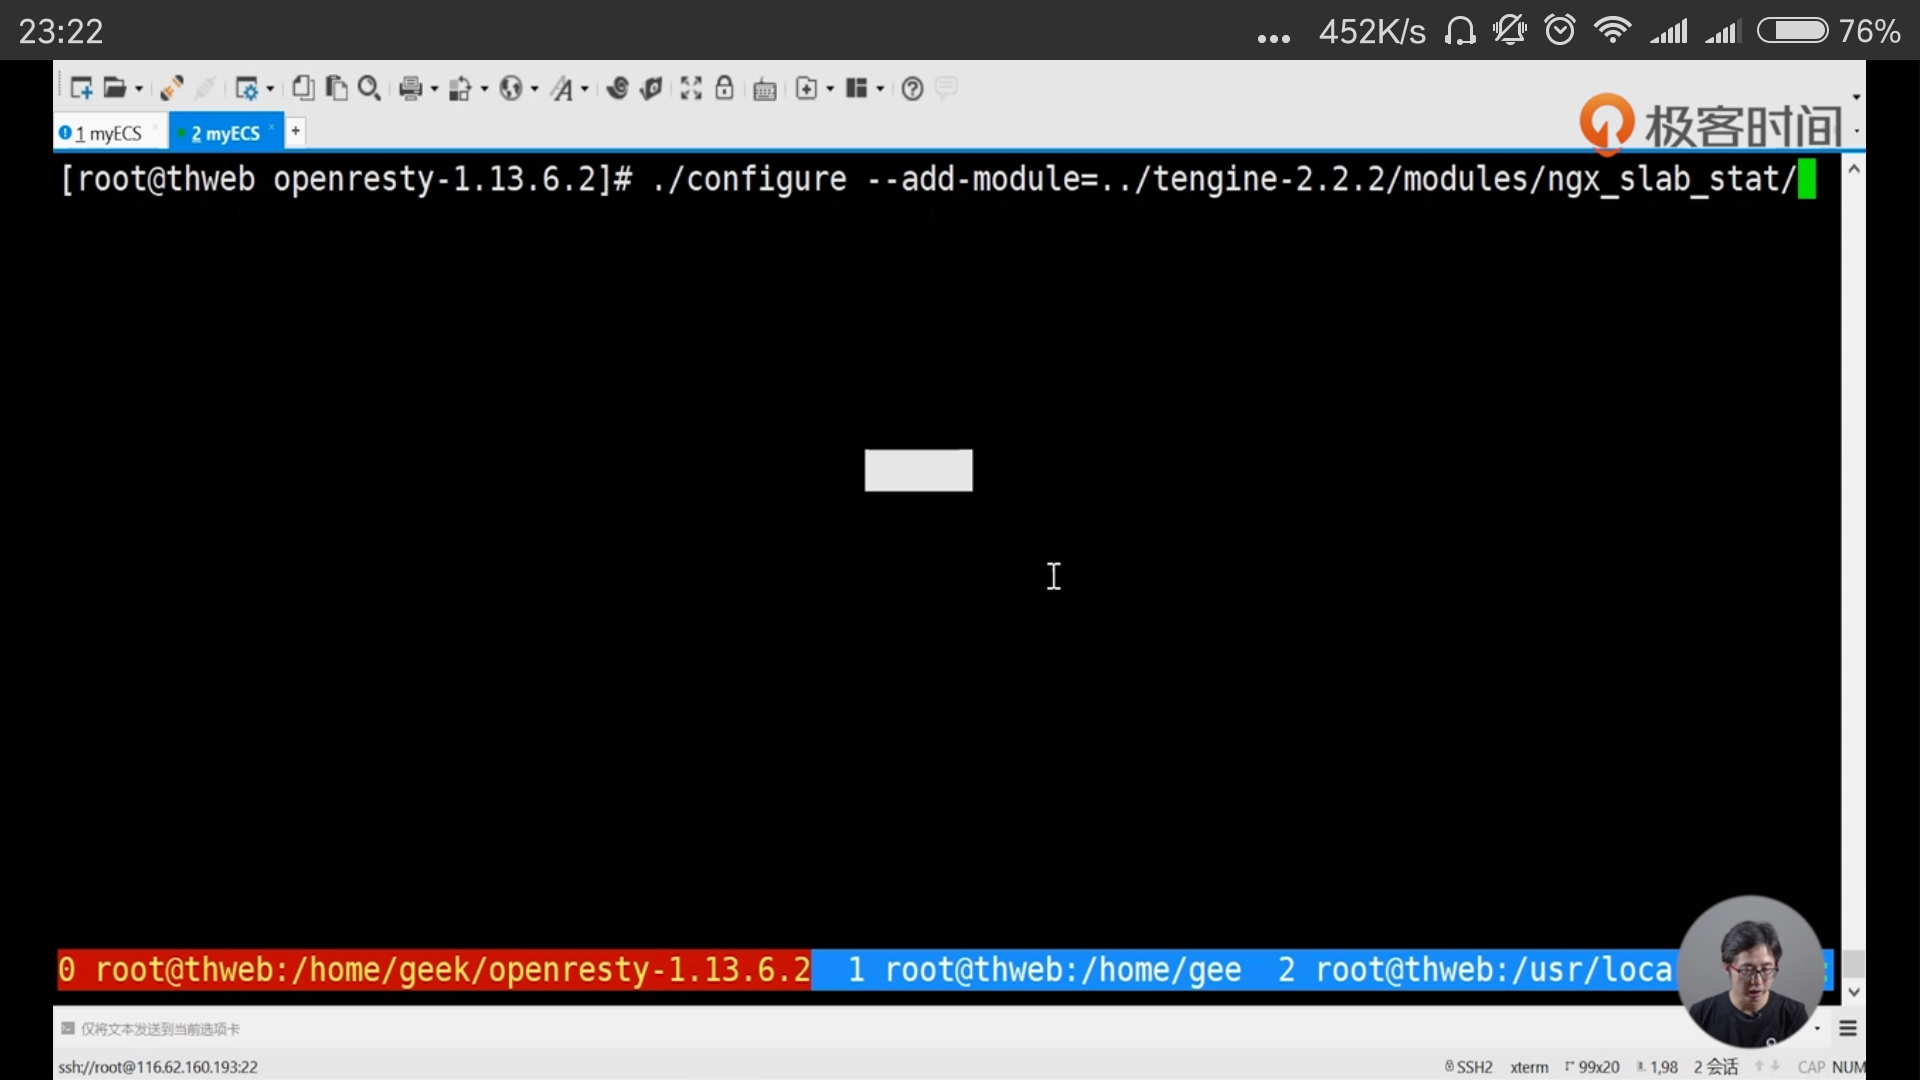 23:22
... 452K/s 76%
极客时间
1 myECS 2 myECS +
[root@thweb openresty-1.13.6.2]# ./configure --add-module=../tengine-2.2.2/modules/ngx_slab_stat/
0 root@thweb:/home/geek/openresty-1.13.6.2 1 root@thweb:/home/gee 2 root@thweb:/usr/loca
仅将文本发送到当前选项卡
ssh://root@116.62.160.193:22 SSH2 xterm 99x20 1,98 2 会话 CAP NUM